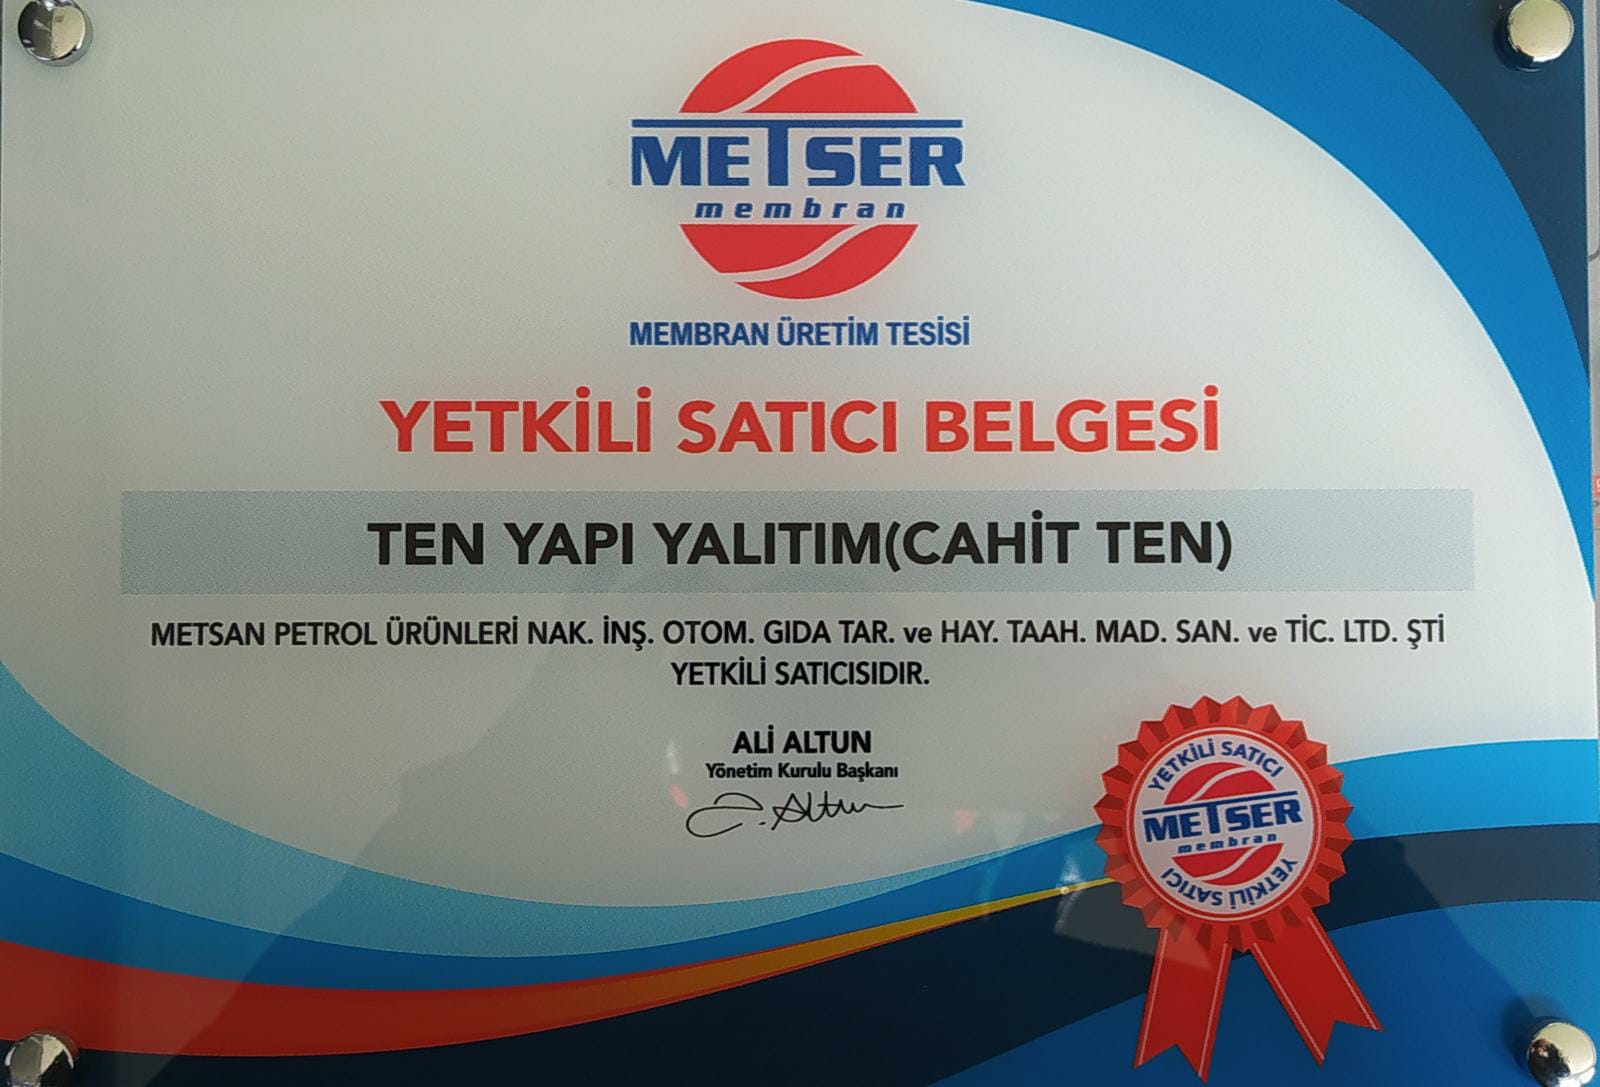 METSER
membran
MEMBRAN ÜRETİM TESİSİ
YETKİLİ SATICI BELGESİ
TEN YAPI YALITIM(CAHİT TEN)
METSAN PETROL ÜRÜNLERİ NAK. İNŞ. OTOM. GIDA TAR. ve HAY. TAAH. MAD. SAN. ve TİC. LTD. ŞTİ
YETKİLİ SATICISIDIR.
ALİ ALTUN
Yönetim Kurulu Başkanı
YETKİLİ SATICI
METSER
membran
YETKİLİ SATICI